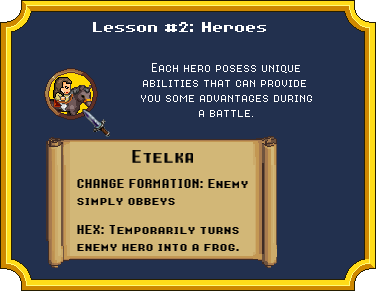 Lesson #2: Heroes
Each hero posess unique
abilities that can provide
you some advantages during
a battle.
Etelka
CHANGE FORMATION: Enemy
simply obbeys
HEX: Temporarily turns
enemy hero into a frog.